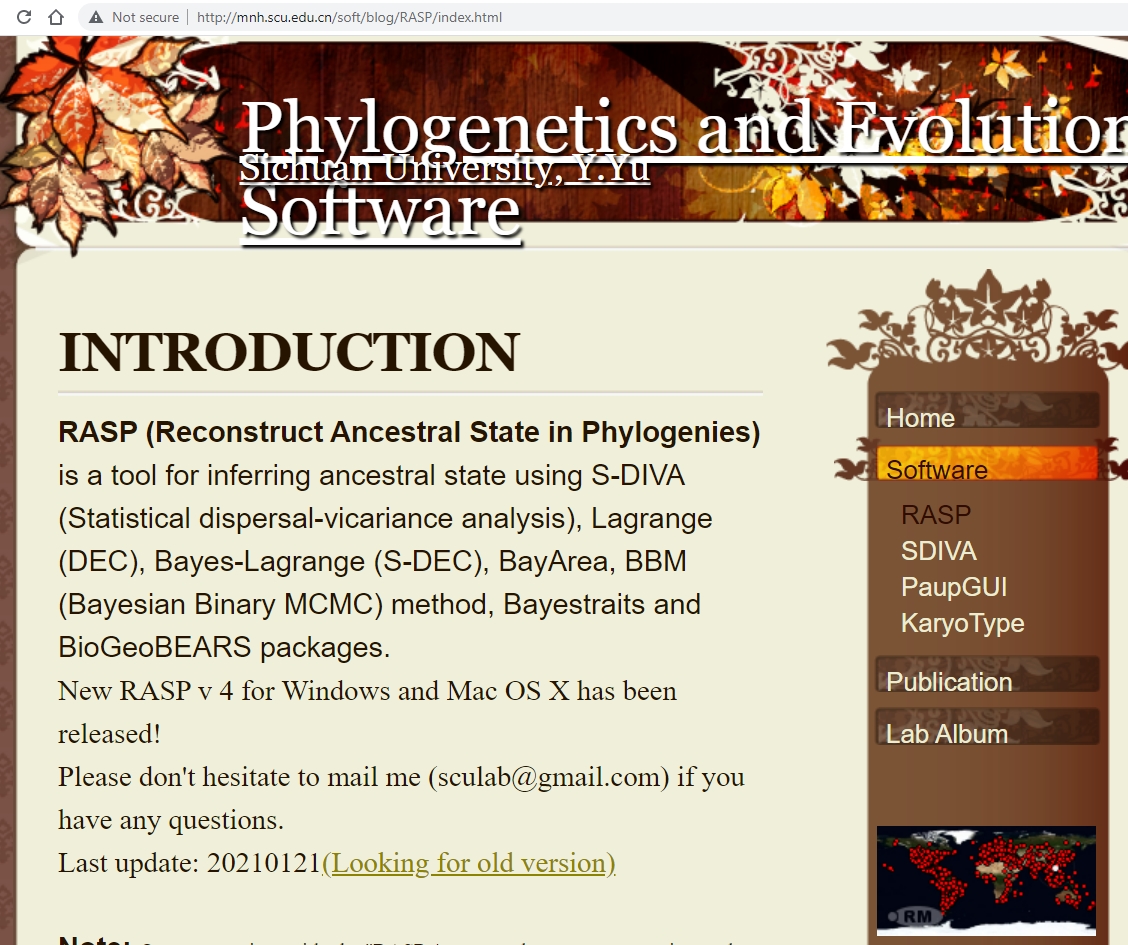 Not secure
http://mnh.scu.edu.cn/soft/blog/RASP/index.html
Phylogenetics and Evolution
Sichuan University, Y.Yu
Software
INTRODUCTION
RASP (Reconstruct Ancestral State in Phylogenies)
is a tool for inferring ancestral state using S-DIVA
(Statistical dispersal-vicariance analysis), Lagrange
(DEC), Bayes-Lagrange (S-DEC), BayArea, BBM
(Bayesian Binary MCMC) method, Bayestraits and
BioGeoBEARS packages.
New RASP v 4 for Windows and Mac OS X has been
released!
Please don't hesitate to mail me (sculab@gmail.com) if you
have any questions.
Last update: 20210121(Looking for old version)
Note:
Home
Software
RASP
SDIVA
PaupGUI
KaryoType
Publication
Lab Album
RM